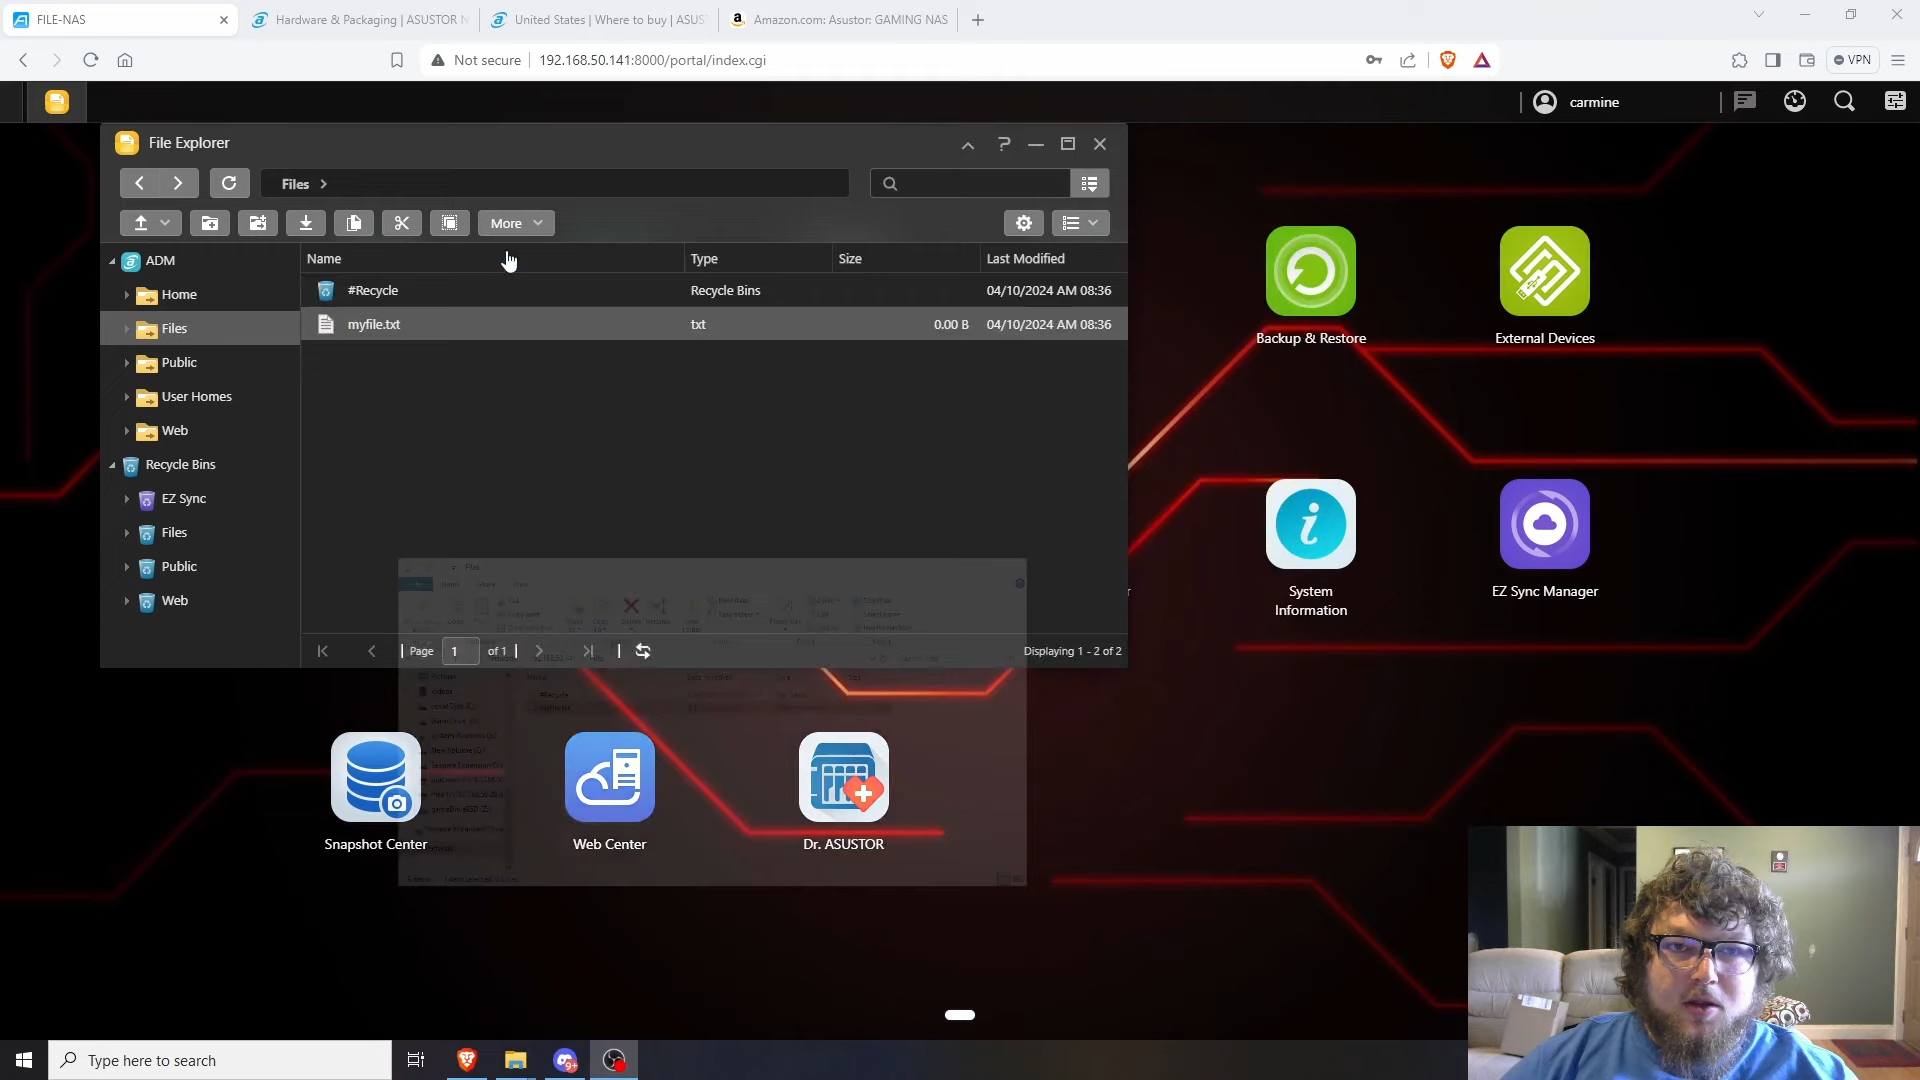 FILE-NAS
Hardware & Packaging | ASUSTOR N
United States | Where to buy | ASUST
Amazon.com: Asustor: GAMING NAS
Not secure
192.168.50.141:8000/portal/index.cgi
VPN
carmine
File Explorer
Files
More
ADM
Home
Files
Public
User Homes
Web
Recycle Bins
EZ Sync
Files
Public
Web
Name Type Size Last Modified
#Recycle Recycle Bins 04/10/2024 AM 08:36
myfile.txt txt 0.00 B 04/10/2024 AM 08:36
Page 1 of 1
Displaying 1 - 2 of 2
Backup & Restore
External Devices
System
Information
EZ Sync Manager
Snapshot Center
Web Center
Dr. ASUSTOR
Type here to search
9+